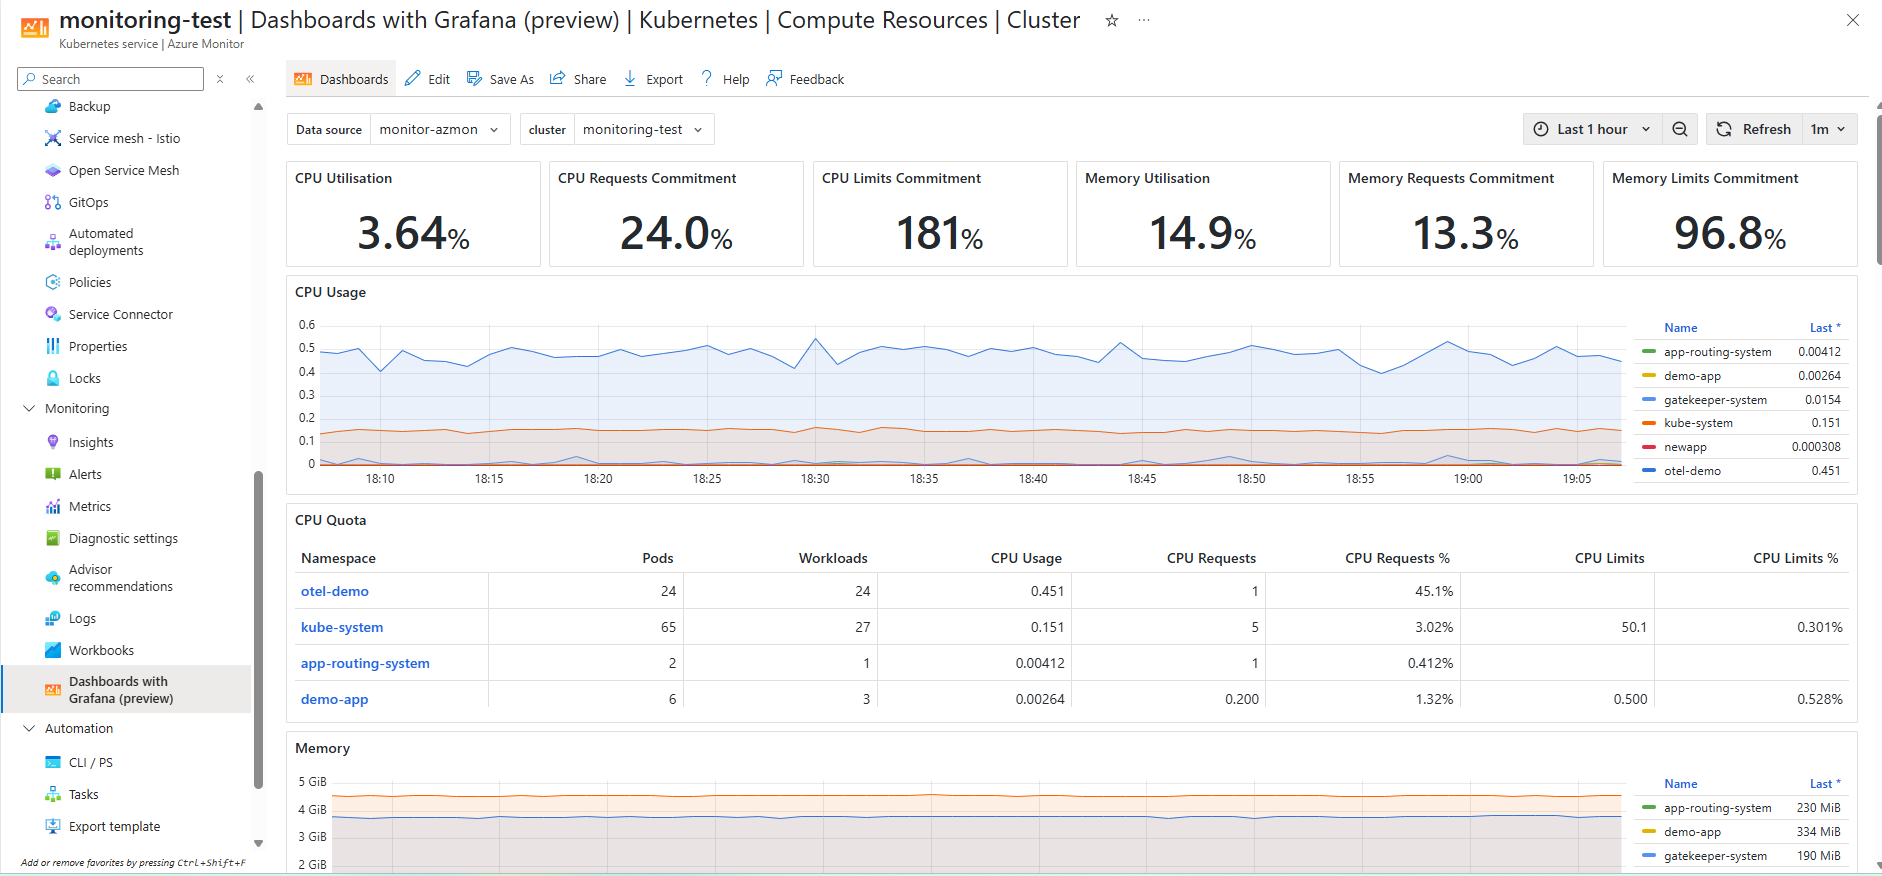 monitoring-test | Dashboards with Grafana (preview) | Kubernetes | Compute Resources | Cluster
Kubernetes service | Azure Monitor
Search
Backup
Service mesh - Istio
Open Service Mesh
GitOps
Automated
deployments
Policies
Service Connector
Properties
Locks
Monitoring
Insights
Alerts
Metrics
Diagnostic settings
Advisor
recommendations
Logs
Workbooks
Dashboards with
Grafana (preview)
Automation
CLI / PS
Tasks
Export template
Add or remove favorites by pressing Ctrl+Shift+F
Dashboards Edit Save As Share Export Help Feedback
Data source monitor-azmon cluster monitoring-test Last 1 hour Refresh 1m
CPU Utilisation
3.64%
CPU Requests Commitment
24.0%
CPU Limits Commitment
181%
Memory Utilisation
14.9%
Memory Requests Commitment
13.3%
Memory Limits Commitment
96.8%
CPU Usage
0.6
0.5
0.4
0.3
0.2
0.1
0
18:10 18:15 18:20 18:25 18:30 18:35 18:40 18:45 18:50 18:55 19:00 19:05
Name Last *
app-routing-system 0.00412
demo-app 0.00264
gatekeeper-system 0.0154
kube-system 0.151
newapp 0.000308
otel-demo 0.451
CPU Quota
Namespace Pods Workloads CPU Usage CPU Requests CPU Requests % CPU Limits CPU Limits %
otel-demo 24 24 0.451 1 45.1%
kube-system 65 27 0.151 5 3.02% 50.1 0.301%
app-routing-system 2 1 0.00412 1 0.412%
demo-app 6 3 0.00264 0.200 1.32% 0.500 0.528%
Memory
5 GiB
4 GiB
3 GiB
2 GiB
Name Last *
app-routing-system 230 MiB
demo-app 334 MiB
gatekeeper-system 190 MiB